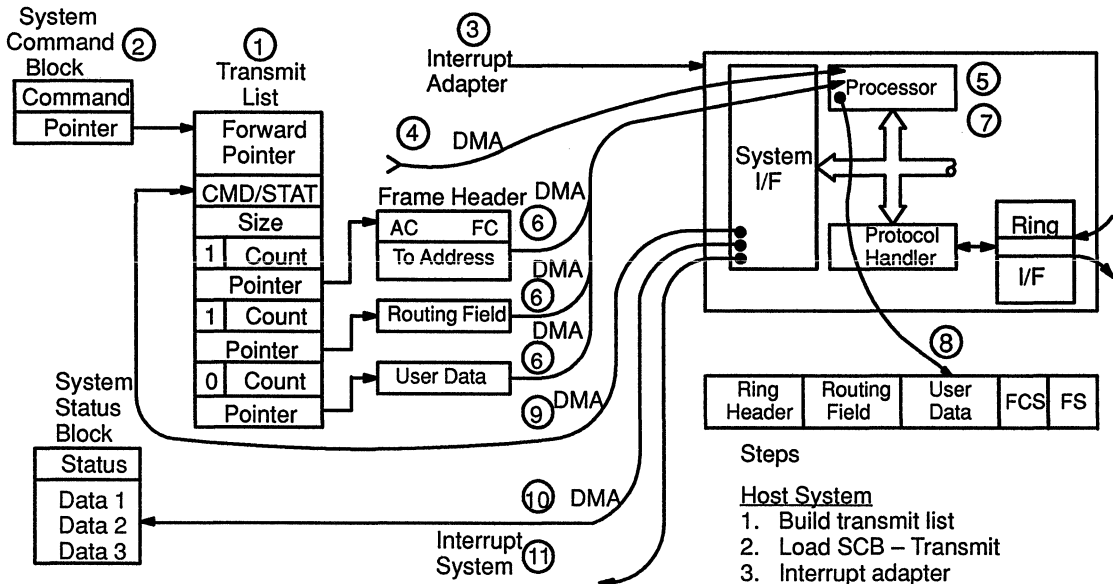 System
Command
Block
2
Command
Pointer
1
Transmit
List
Forward
Pointer
CMD/STAT
Size
1 Count
Pointer
1 Count
Pointer
0 Count
Pointer
3
Interrupt
Adapter
4
DMA
Frame Header
AC FC
To Address
DMA
6
DMA
6
Routing Field
DMA
6
User Data
9 DMA
System
I/F
Processor
5
7
Protocol
Handler
Ring
I/F
8
Ring
Header
Routing
Field
User
Data
FCS
FS
System
Status
Block
Status
Data 1
Data 2
Data 3
10 DMA
Interrupt
System
11
Steps
Host System
1. Build transmit list
2. Load SCB – Transmit
3. Interrupt adapter